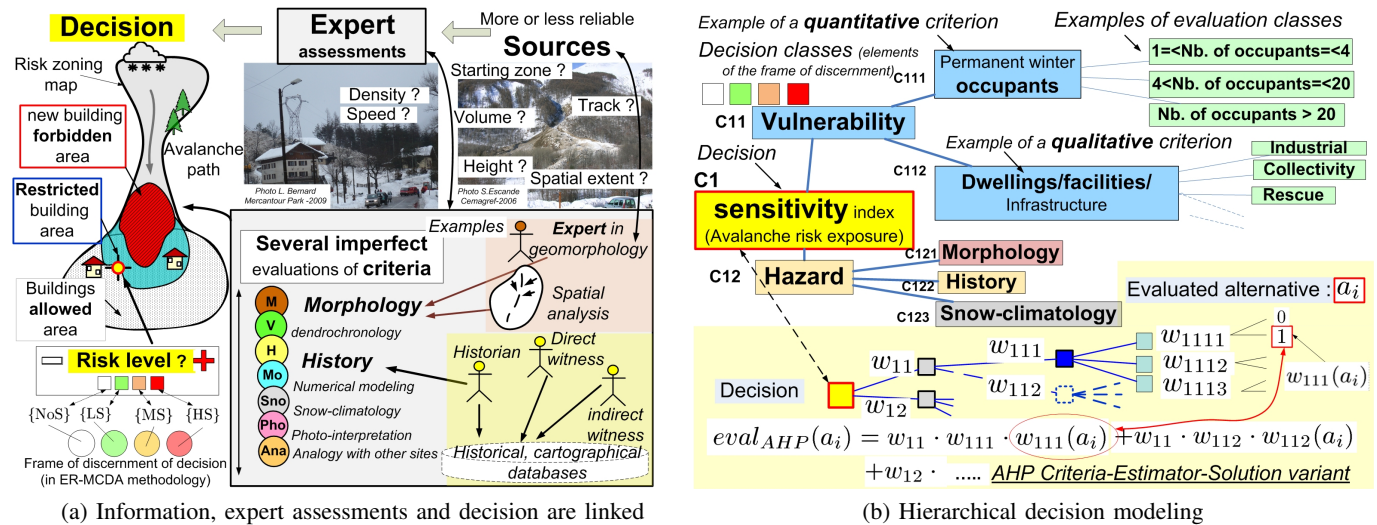 Decision
Expert
assessments
More or less reliable
Sources
Risk zoning
map
new building
forbidden
area
Avalanche
path
Restricted
building
area
Buildings
allowed
area
Density ?
Speed ?
Photo L. Bernard
Mercantour Park -2009
Starting zone ?
Track ?
Volume ?
Height ?
Spatial extent ?
Photo S.Escande
Cemagref-2006
Several imperfect
evaluations of criteria
Examples
Expert in
geomorphology
Spatial
analysis
M
Morphology
V
dendrochronology
H
History
Mo
Numerical modeling
Sno
Snow-climatology
Pho
Photo-interpretation
Ana
Analogy with other sites
Historian
Direct
witness
indirect
witness
Historical, cartographical
databases
Risk level ?
{NoS} {LS} {MS} {HS}
Frame of discernment of decision
(in ER-MCDA methodology)
(a) Information, expert assessments and decision are linked
Example of a quantitative criterion
Examples of evaluation classes
Decision classes (elements
of the frame of discernment)
C111
Permanent winter
occupants
1=<Nb. of occupants=<4
4<Nb. of occupants=<20
Nb. of occupants > 20
C11
Vulnerability
Example of a qualitative criterion
C112
Dwellings/facilities/
Infrastructure
Industrial
Collectivity
Rescue
Decision
C1
sensitivity index
(Avalanche risk exposure)
C12
Hazard
C121
Morphology
C122
History
C123
Snow-climatology
Evaluated alternative : a_i
Decision
w_11
w_12
w_111
w_112
w_1111
w_1112
w_1113
0
1
w_111(a_i)
eval_AHP(a_i) = w_11 · w_111 · w_111(a_i) + w_11 · w_112 · w_112(a_i)
+w_12 · ..... AHP Criteria-Estimator-Solution variant
(b) Hierarchical decision modeling